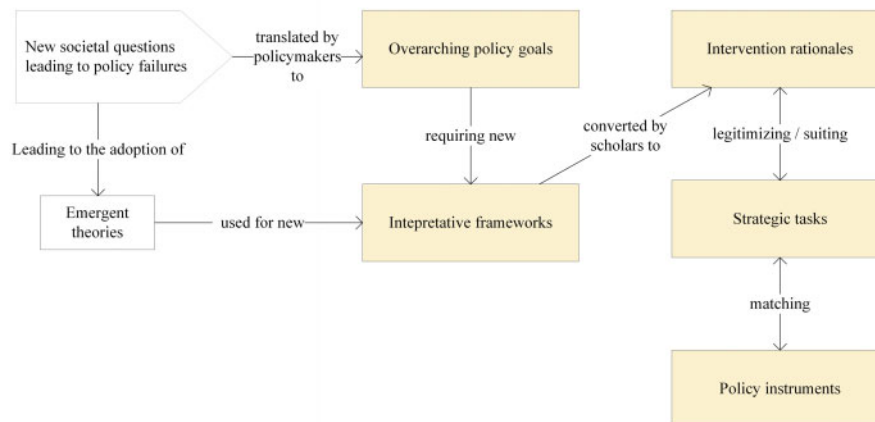 New societal questions
leading to policy failures
translated by
policymakers
to
Overarching policy goals
Intervention rationales
Leading to the adoption of
requiring new
converted by
scholars to
legitimizing / suiting
Emergent
theories
used for new
Intepretative frameworks
Strategic tasks
matching
Policy instruments